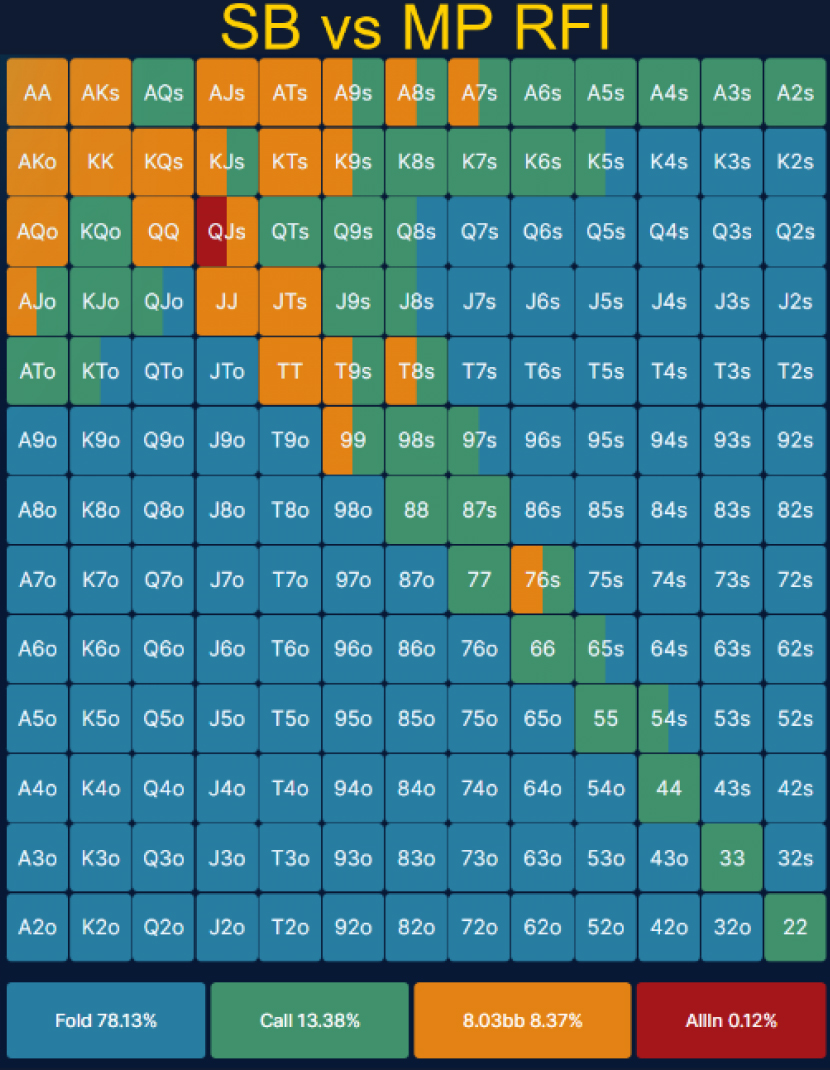 SB vs MP RFI
AA AKs AQs AJs ATs A9s A8s A7s A6s A5s A4s A3s A2s
AKo KK KQs KJs KTs K9s K8s K7s K6s K5s K4s K3s K2s
AQo KQo QQ QJs QTs Q9s Q8s Q7s Q6s Q5s Q4s Q3s Q2s
AJo KJo QJo JJ JTs J9s J8s J7s J6s J5s J4s J3s J2s
ATo KTo QTo JTo TT T9s T8s T7s T6s T5s T4s T3s T2s
A9o K9o Q9o J9o T9o 99 98s 97s 96s 95s 94s 93s 92s
A8o K8o Q8o J8o T8o 98o 88 87s 86s 85s 84s 83s 82s
A7o K7o Q7o J7o T7o 97o 87o 77 76s 75s 74s 73s 72s
A6o K6o Q6o J6o T6o 96o 86o 76o 66 65s 64s 63s 62s
A5o K5o Q5o J5o T5o 95o 85o 75o 65o 55 54s 53s 52s
A4o K4o Q4o J4o T4o 94o 84o 74o 64o 54o 44 43s 42s
A3o K3o Q3o J3o T3o 93o 83o 73o 63o 53o 43o 33 32s
A2o K2o Q2o J2o T2o 92o 82o 72o 62o 52o 42o 32o 22
Fold 78.13% Call 13.38% 8.03bb 8.37% AllIn 0.12%